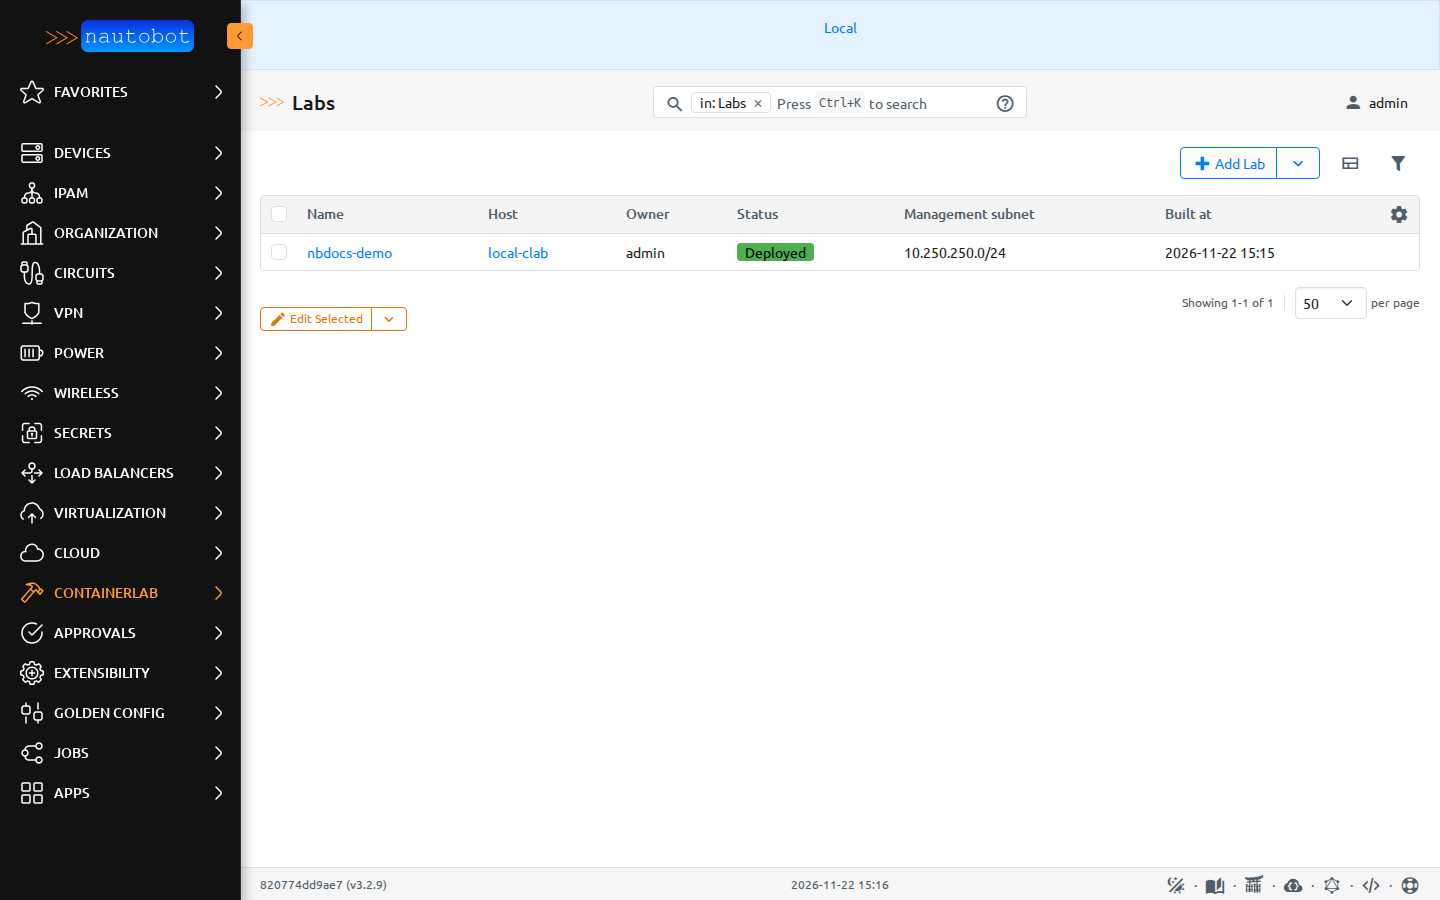 >>> nautobot
FAVORITES
DEVICES
IPAM
ORGANIZATION
CIRCUITS
VPN
POWER
WIRELESS
SECRETS
LOAD BALANCERS
VIRTUALIZATION
CLOUD
CONTAINERLAB
APPROVALS
EXTENSIBILITY
GOLDEN CONFIG
JOBS
APPS
Local
>>> Labs
in: Labs × Press Ctrl+K to search
admin
Add Lab
Name Host Owner Status Management subnet Built at
nbdocs-demo local-clab admin Deployed 10.250.250.0/24 2026-11-22 15:15
Edit Selected
Showing 1-1 of 1 50 per page
820774dd9ae7 (v3.2.9) 2026-11-22 15:16